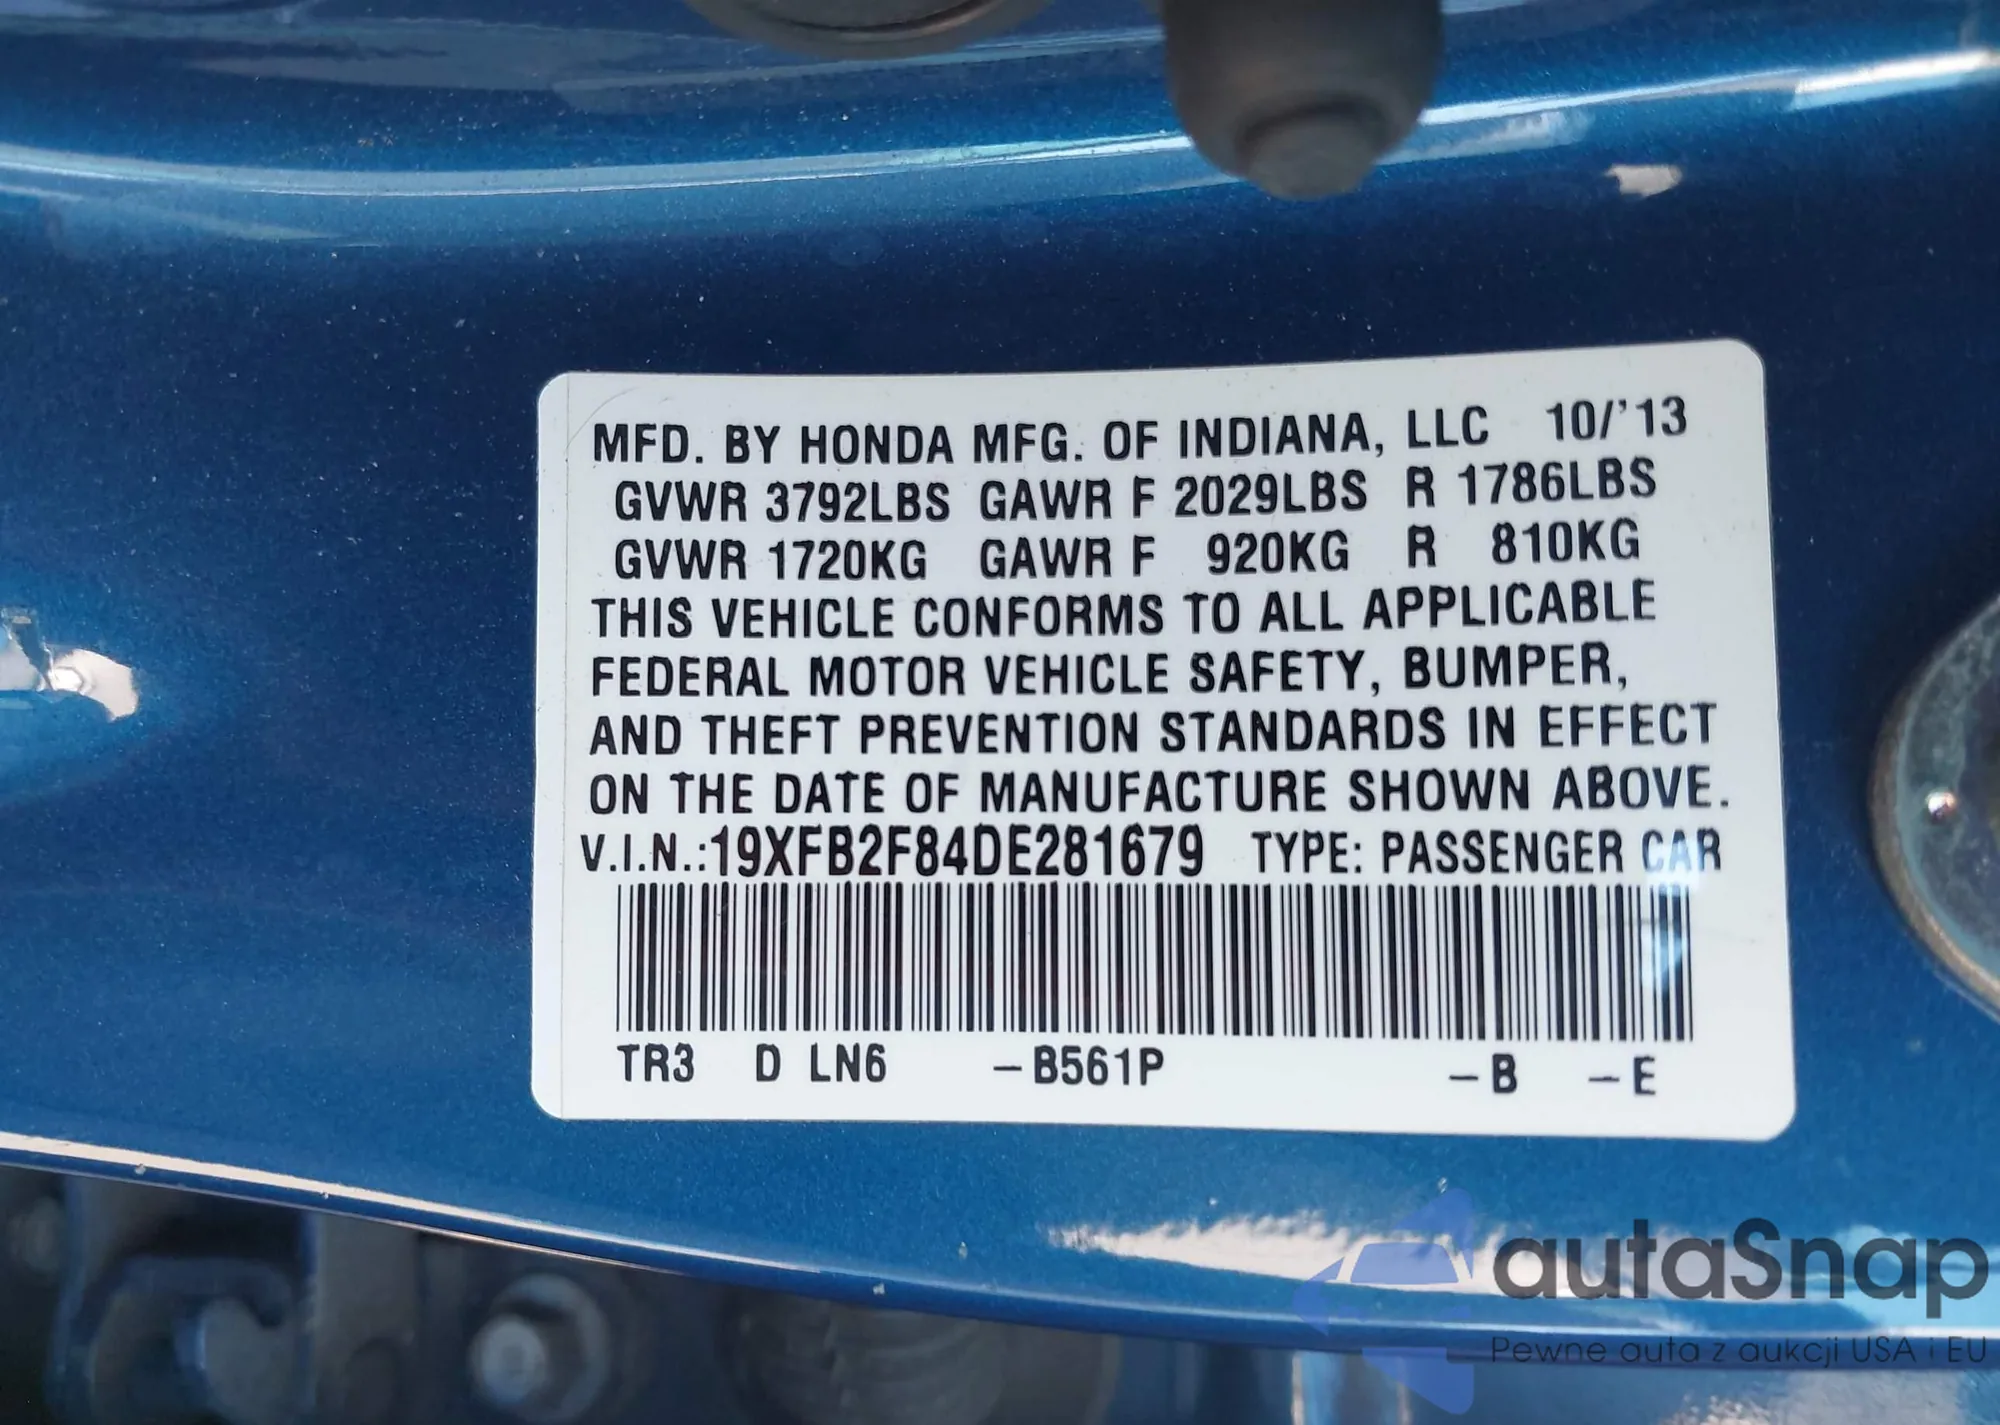 MFD. BY HONDA MFG. OF INDIANA, LLC 10/'13
GVWR 3792LBS GAWR F 2029LBS R 1786LBS
GVWR 1720KG GAWR F 920KG R 810KG
THIS VEHICLE CONFORMS TO ALL APPLICABLE
FEDERAL MOTOR VEHICLE SAFETY, BUMPER,
AND THEFT PREVENTION STANDARDS IN EFFECT
ON THE DATE OF MANUFACTURE SHOWN ABOVE.
V.I.N.:19XFB2F84DE281679 TYPE: PASSENGER CAR
TR3 D LN6 –B561P –B –E
autaSnap
Pewne auta z aukcji USA i EU